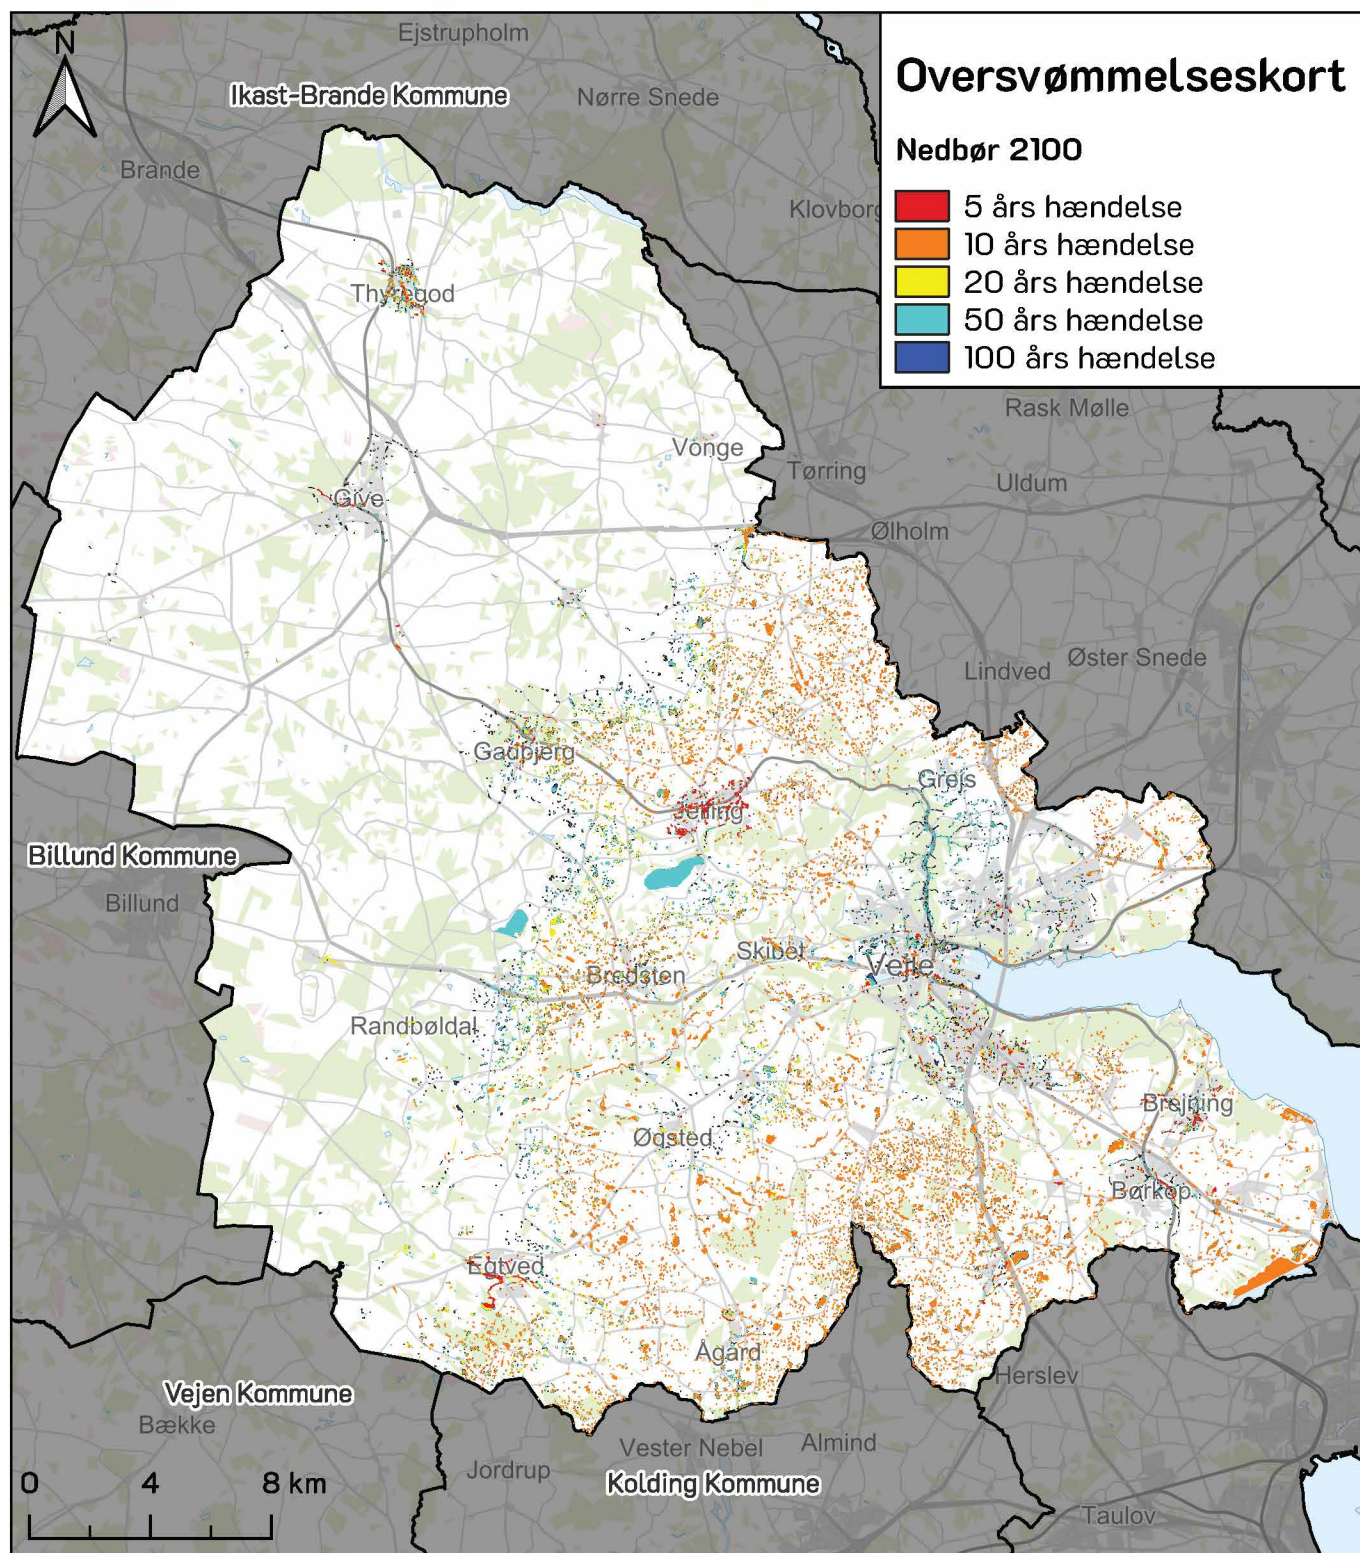 Oversvømmelseskort
Nedbør 2100
5 års hændelse
10 års hændelse
20 års hændelse
50 års hændelse
100 års hændelse
N
Ejstrupholm
Ikast-Brande Kommune
Nørre Snede
Brande
Klovborg
Thyregod
Rask Mølle
Vonge
Tørring
Uldum
Give
Ølholm
Lindved
Øster Snede
Gadbjerg
Grejs
Jelling
Billund Kommune
Billund
Skibet
Vejle
Bredsten
Randbøldal
Brejning
Øgsted
Børkop
Egtved
Ågård
Herslev
Vejen Kommune
Bække
Vester Nebel
Almind
Jordrup
Kolding Kommune
Taulov
0 4 8 km